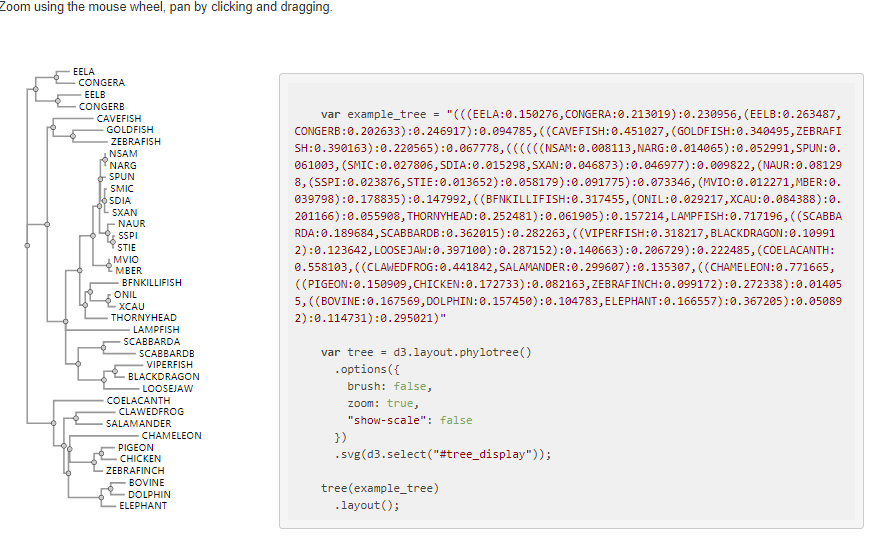 Zoom using the mouse wheel, pan by clicking and dragging.
EELA
CONGERA
EELB
CONGERB
CAVEFISH
GOLDFISH
ZEBRAFISH
NSAM
NARG
SPUN
SMIC
SDIA
SXAN
NAUR
SSPI
STIE
MVIO
MBER
BFNKILLIFISH
ONIL
XCAU
THORNYHEAD
LAMPFISH
SCABBARDA
SCABBARDB
VIPERFISH
BLACKDRAGON
LOOSEJAW
COELACANTH
CLAWEDFROG
SALAMANDER
CHAMELEON
PIGEON
CHICKEN
ZEBRAFINCH
BOVINE
DOLPHIN
ELEPHANT
var example_tree = "(((EELA:0.150276,CONGERA:0.213019):0.230956,(EELB:0.263487,
CONGERB:0.202633):0.246917):0.094785,((CAVEFISH:0.451027,(GOLDFISH:0.340495,ZEBRAFI
SH:0.390163):0.220565):0.067778,((((((NSAM:0.008113,NARG:0.014065):0.052991,SPUN:0.
061003,(SMIC:0.027806,SDIA:0.015298,SXAN:0.046873):0.046977):0.009822,(NAUR:0.08129
8,(SSPI:0.023876,STIE:0.013652):0.058179):0.091775):0.073346,(MVIO:0.012271,MBER:0.
039798):0.178835):0.147992,((BFNKILLIFISH:0.317455,(ONIL:0.029217,XCAU:0.084388):0.
201166):0.055908,THORNYHEAD:0.252481):0.061905):0.157214,LAMPFISH:0.717196,((SCABBA
RDA:0.189684,SCABBARDB:0.362015):0.282263,((VIPERFISH:0.318217,BLACKDRAGON:0.10991
2):0.123642,LOOSEJAW:0.397100):0.287152):0.140663):0.206729):0.222485,(COELACANTH:
0.558103,((CLAWEDFROG:0.441842,SALAMANDER:0.299607):0.135307,((CHAMELEON:0.771665,
((PIGEON:0.150909,CHICKEN:0.172733):0.082163,ZEBRAFINCH:0.099172):0.272338):0.01405
5,((BOVINE:0.167569,DOLPHIN:0.157450):0.104783,ELEPHANT:0.166557):0.367205):0.05089
2):0.114731):0.295021)"
var tree = d3.layout.phylotree()
.options({
brush: false,
zoom: true,
"show-scale": false
})
.svg(d3.select("#tree_display"));
tree(example_tree)
.layout();